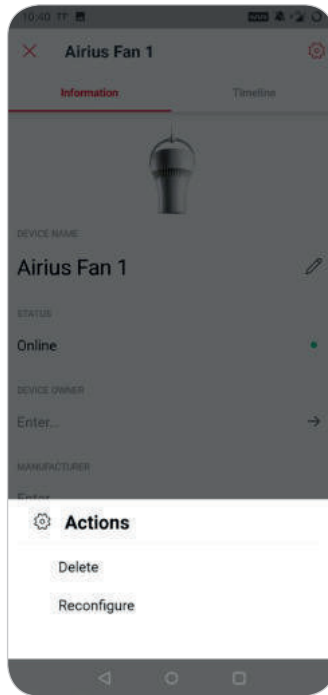 10:40
Airius Fan 1
Information Timeline
DEVICE NAME
Airius Fan 1
STATUS
Online
DEVICE OWNER
Enter...
MANUFACTURER
Enter
Actions
Delete
Reconfigure